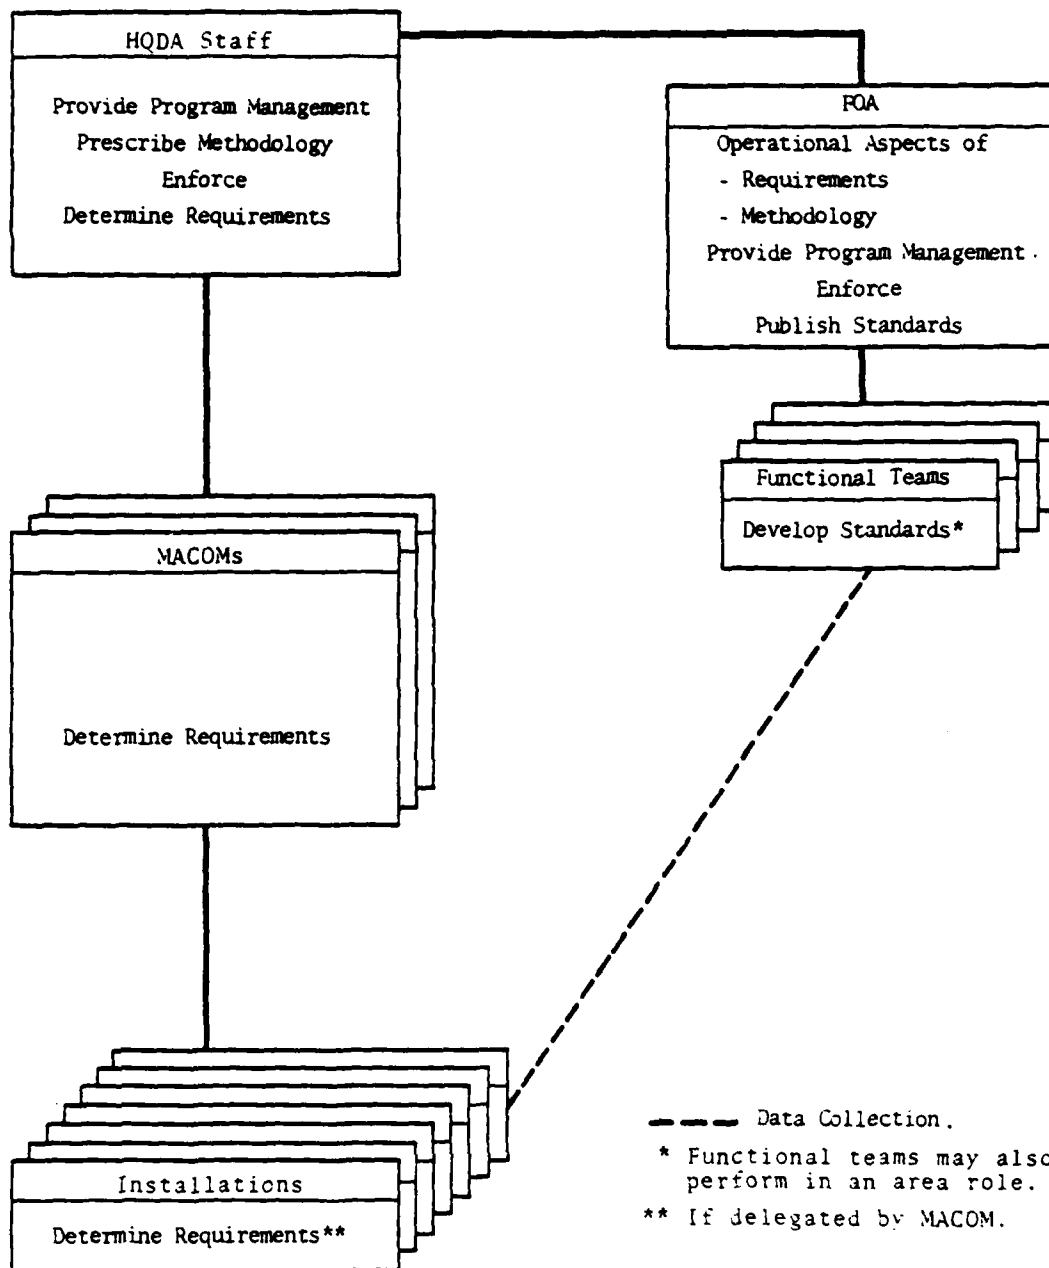 HQDA Staff
Provide Program Management
Prescribe Methodology
Enforce
Determine Requirements
FOA
Operational Aspects of
- Requirements
- Methodology
Provide Program Management.
Enforce
Publish Standards
Functional Teams
Develop Standards*
MACOMs
Determine Requirements
Installations
Determine Requirements**
Data Collection.
* Functional teams may also
perform in an area role.
** If delegated by MACOM.